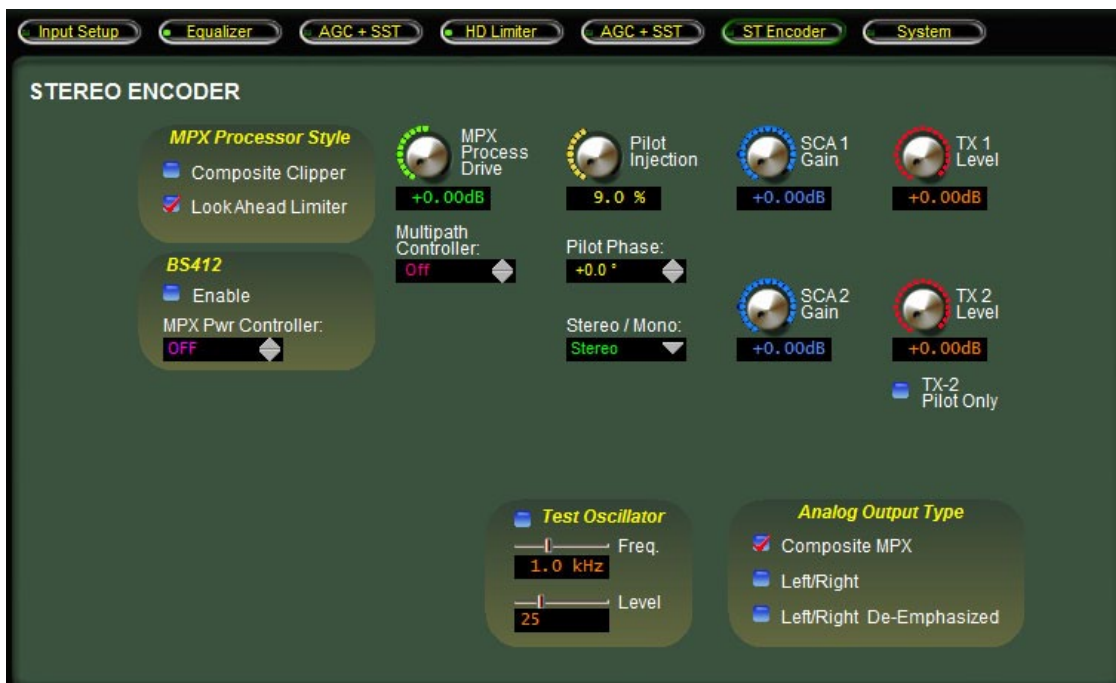 Input Setup
Equalizer
AGC + SST
HD Limiter
AGC + SST
ST Encoder
System
STEREO ENCODER
MPX Processor Style
Composite Clipper
Look Ahead Limiter
BS412
Enable
MPX Pwr Controller:
OFF
MPX
Process
Drive
+0.00dB
Multipath
Controller:
Off
Pilot
Injection
9.0 %
Pilot Phase:
+0.0 °
Stereo / Mono:
Stereo
SCA 1
Gain
+0.00dB
SCA 2
Gain
+0.00dB
TX 1
Level
+0.00dB
TX 2
Level
+0.00dB
TX-2
Pilot Only
Test Oscillator
Freq.
1.0 kHz
Level
25
Analog Output Type
Composite MPX
Left/Right
Left/Right De-Emphasized